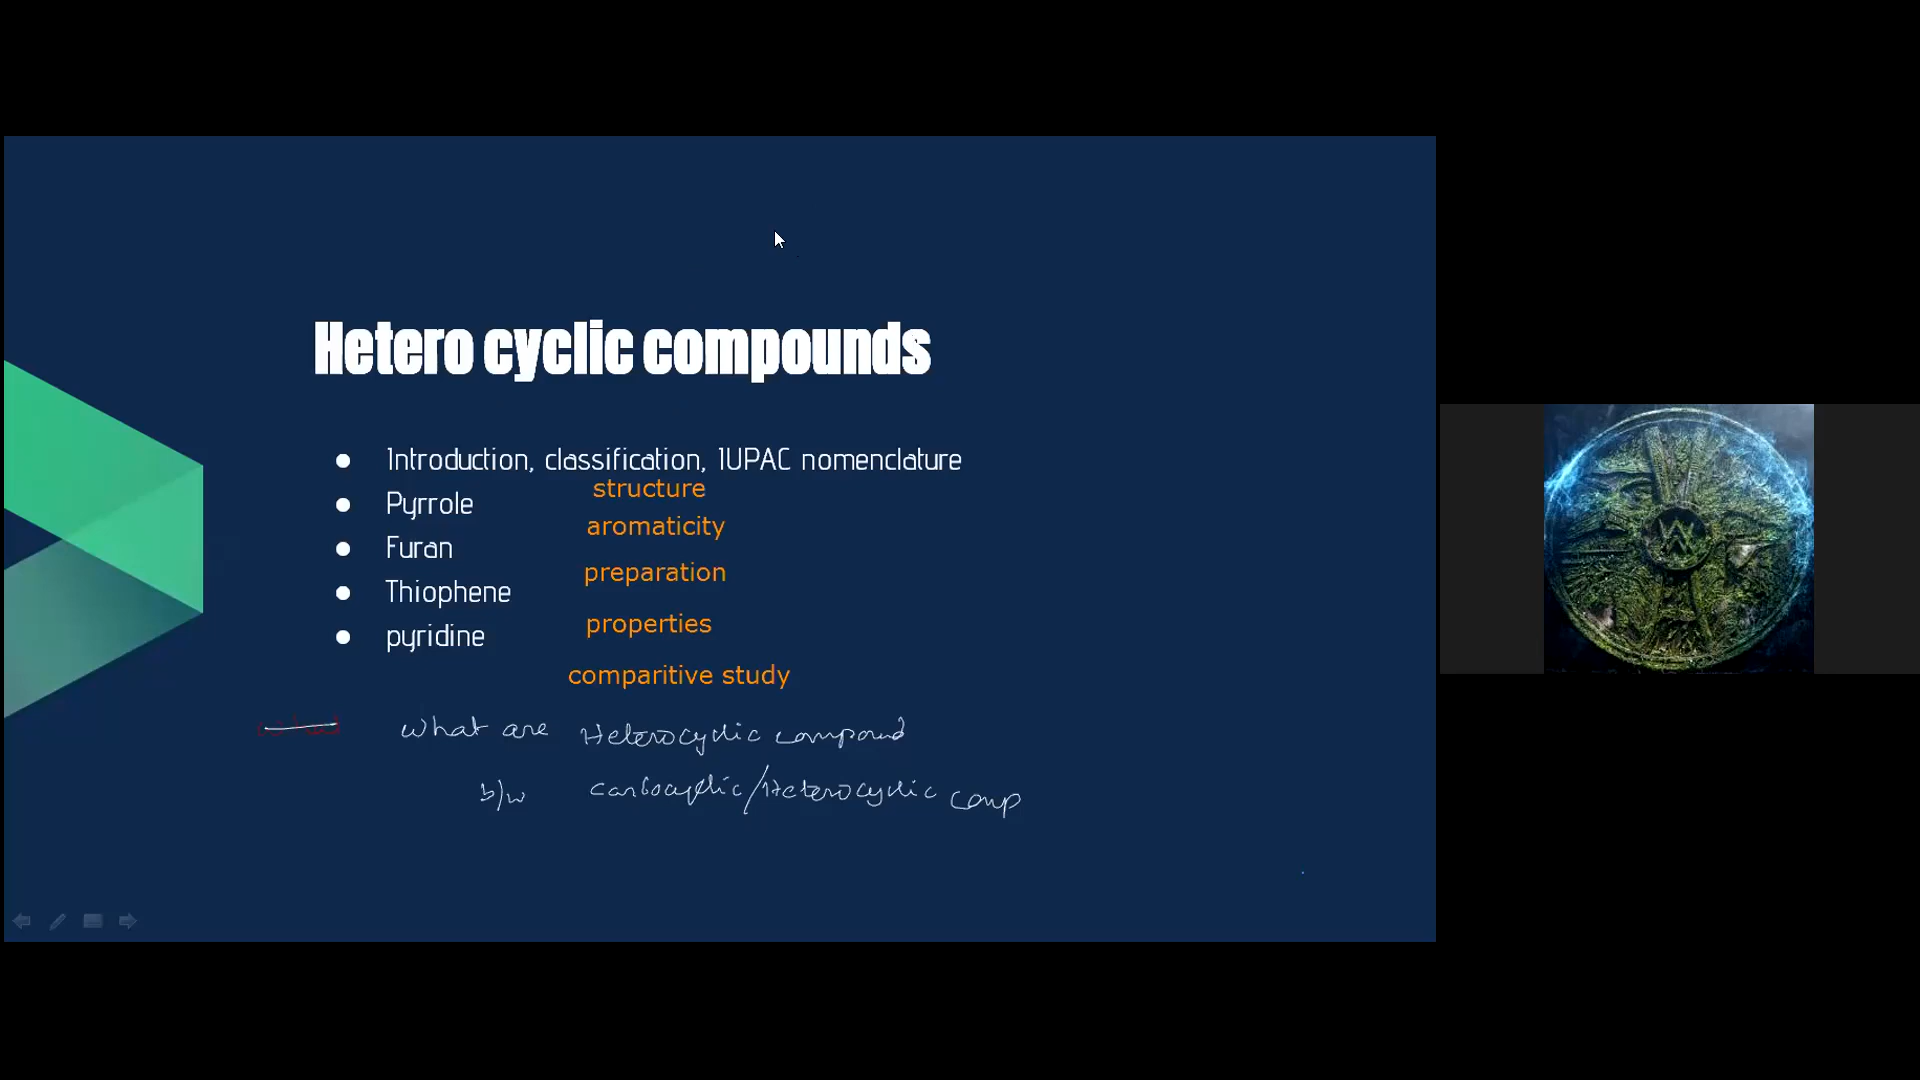 Hetero cyclic compounds
Introduction, classification, IUPAC nomenclature
structure
Pyrrole
aromaticity
Furan
preparation
Thiophene
properties
pyridine
comparitive study
what are Heterocyclic compound
b/w carbocyclic/Heterocyclic comp